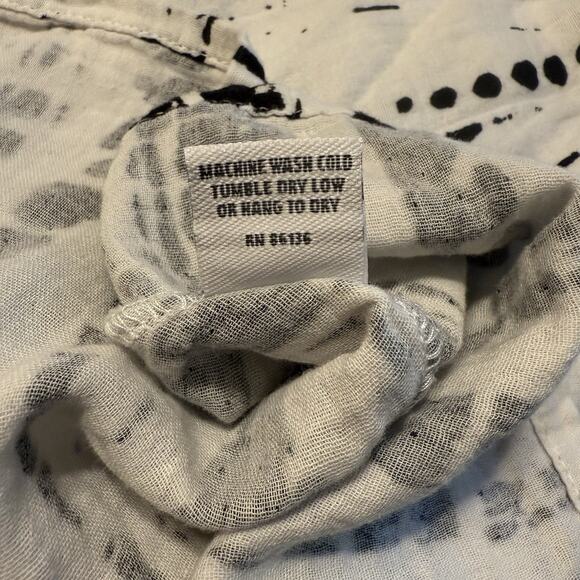 MACHINE WASH COLD
TUMBLE DRY LOW
OR HANG TO DRY
RN 86136